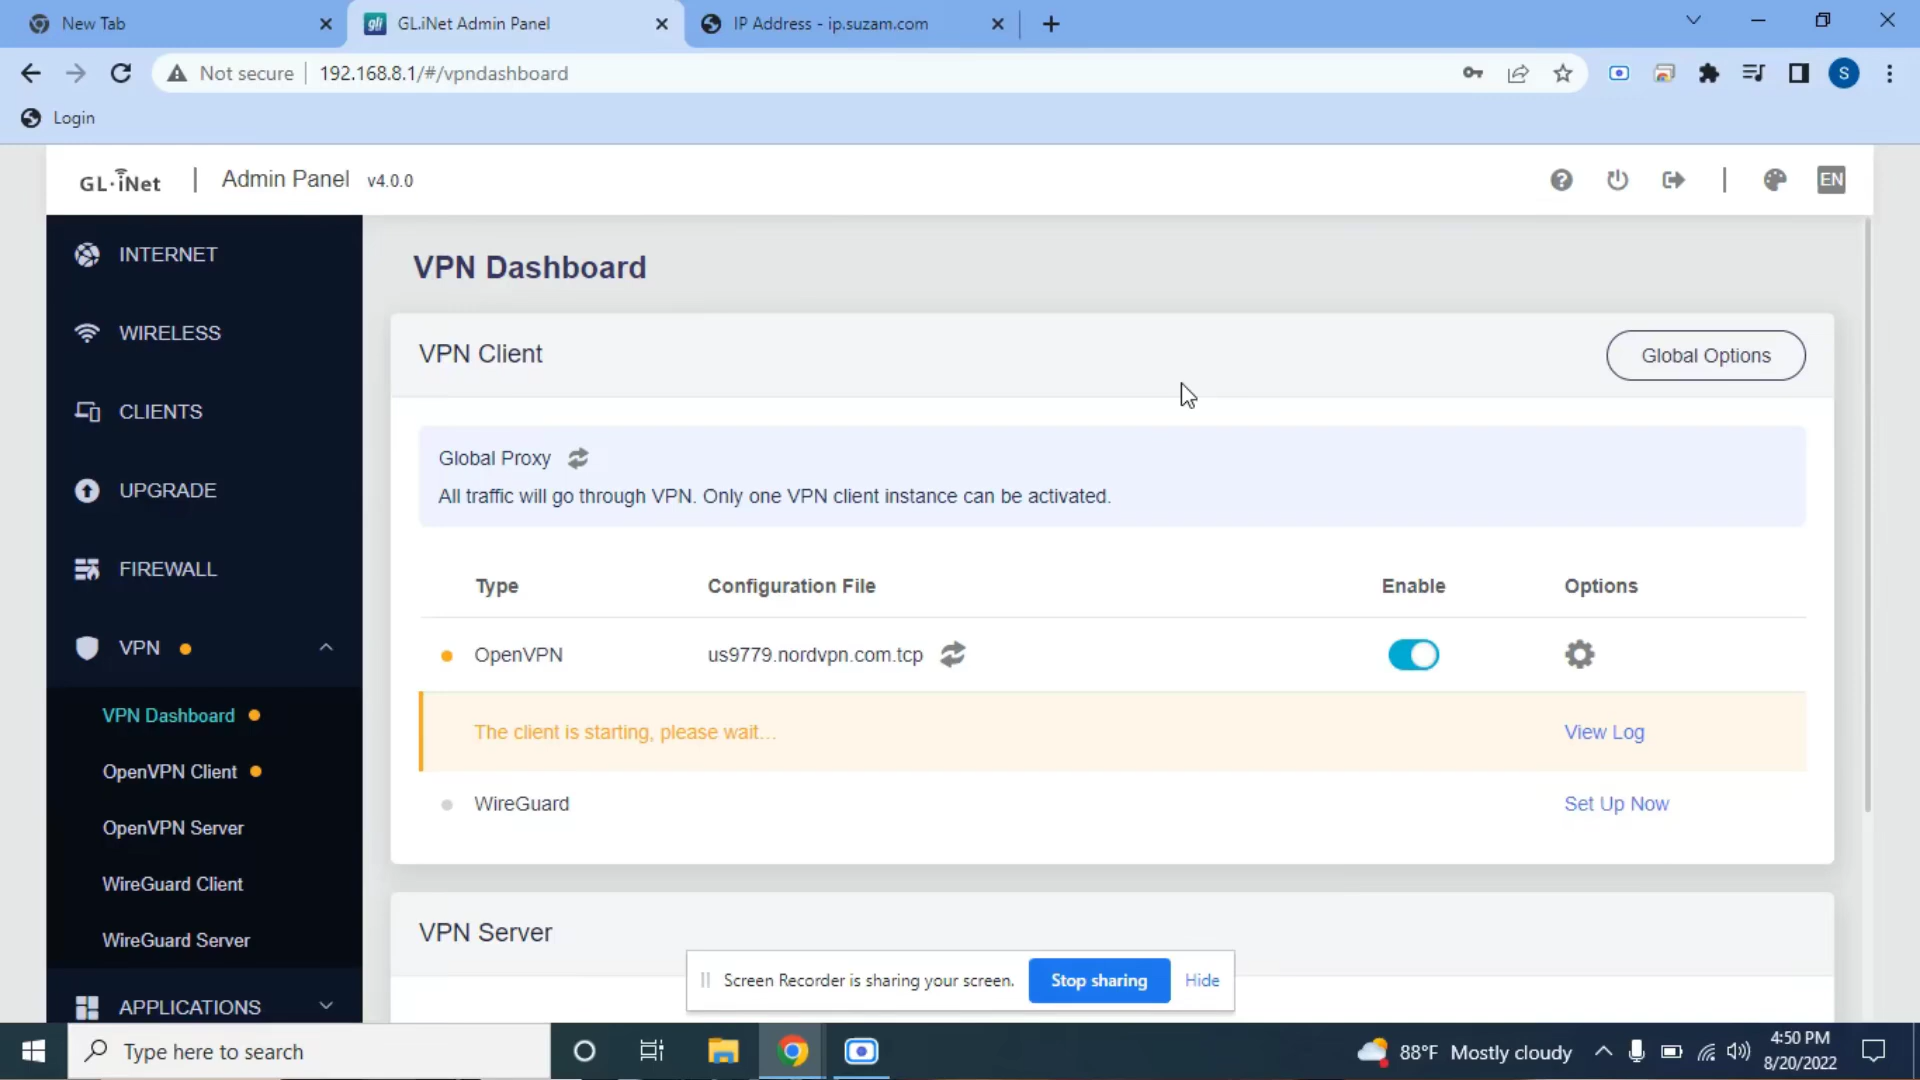 New Tab
gli GL.iNet Admin Panel
IP Address - ip.suzam.com
Not secure 192.168.8.1/#/vpndashboard
S
Login
GL·iNet | Admin Panel v4.0.0
EN
INTERNET
WIRELESS
CLIENTS
UPGRADE
FIREWALL
VPN
VPN Dashboard
OpenVPN Client
OpenVPN Server
WireGuard Client
WireGuard Server
APPLICATIONS
VPN Dashboard
VPN Client
Global Options
Global Proxy
All traffic will go through VPN. Only one VPN client instance can be activated.
Type Configuration File Enable Options
OpenVPN us9779.nordvpn.com.tcp
The client is starting, please wait... View Log
WireGuard Set Up Now
VPN Server
Screen Recorder is sharing your screen. Stop sharing Hide
Type here to search
88°F Mostly cloudy
4:50 PM
8/20/2022